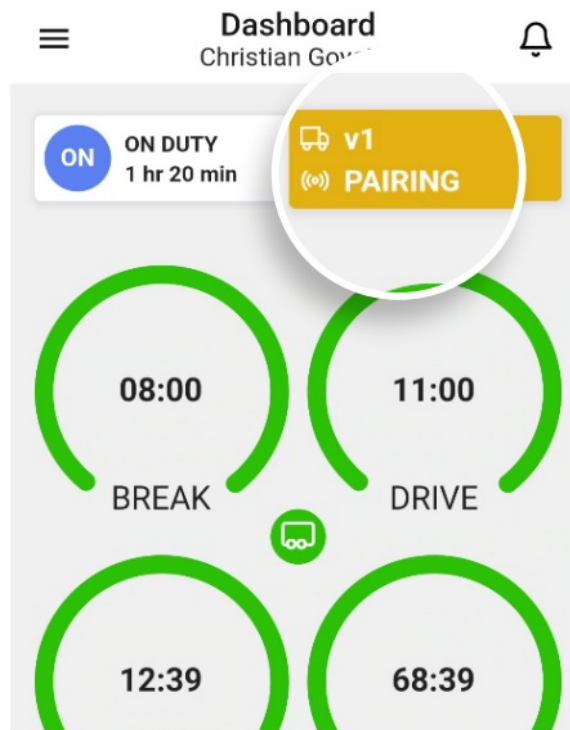 Dashboard
Christian
ON
ON DUTY
1 hr 20 min
v1
PAIRING
08:00
11:00
BREAK
DRIVE
12:39
68:39